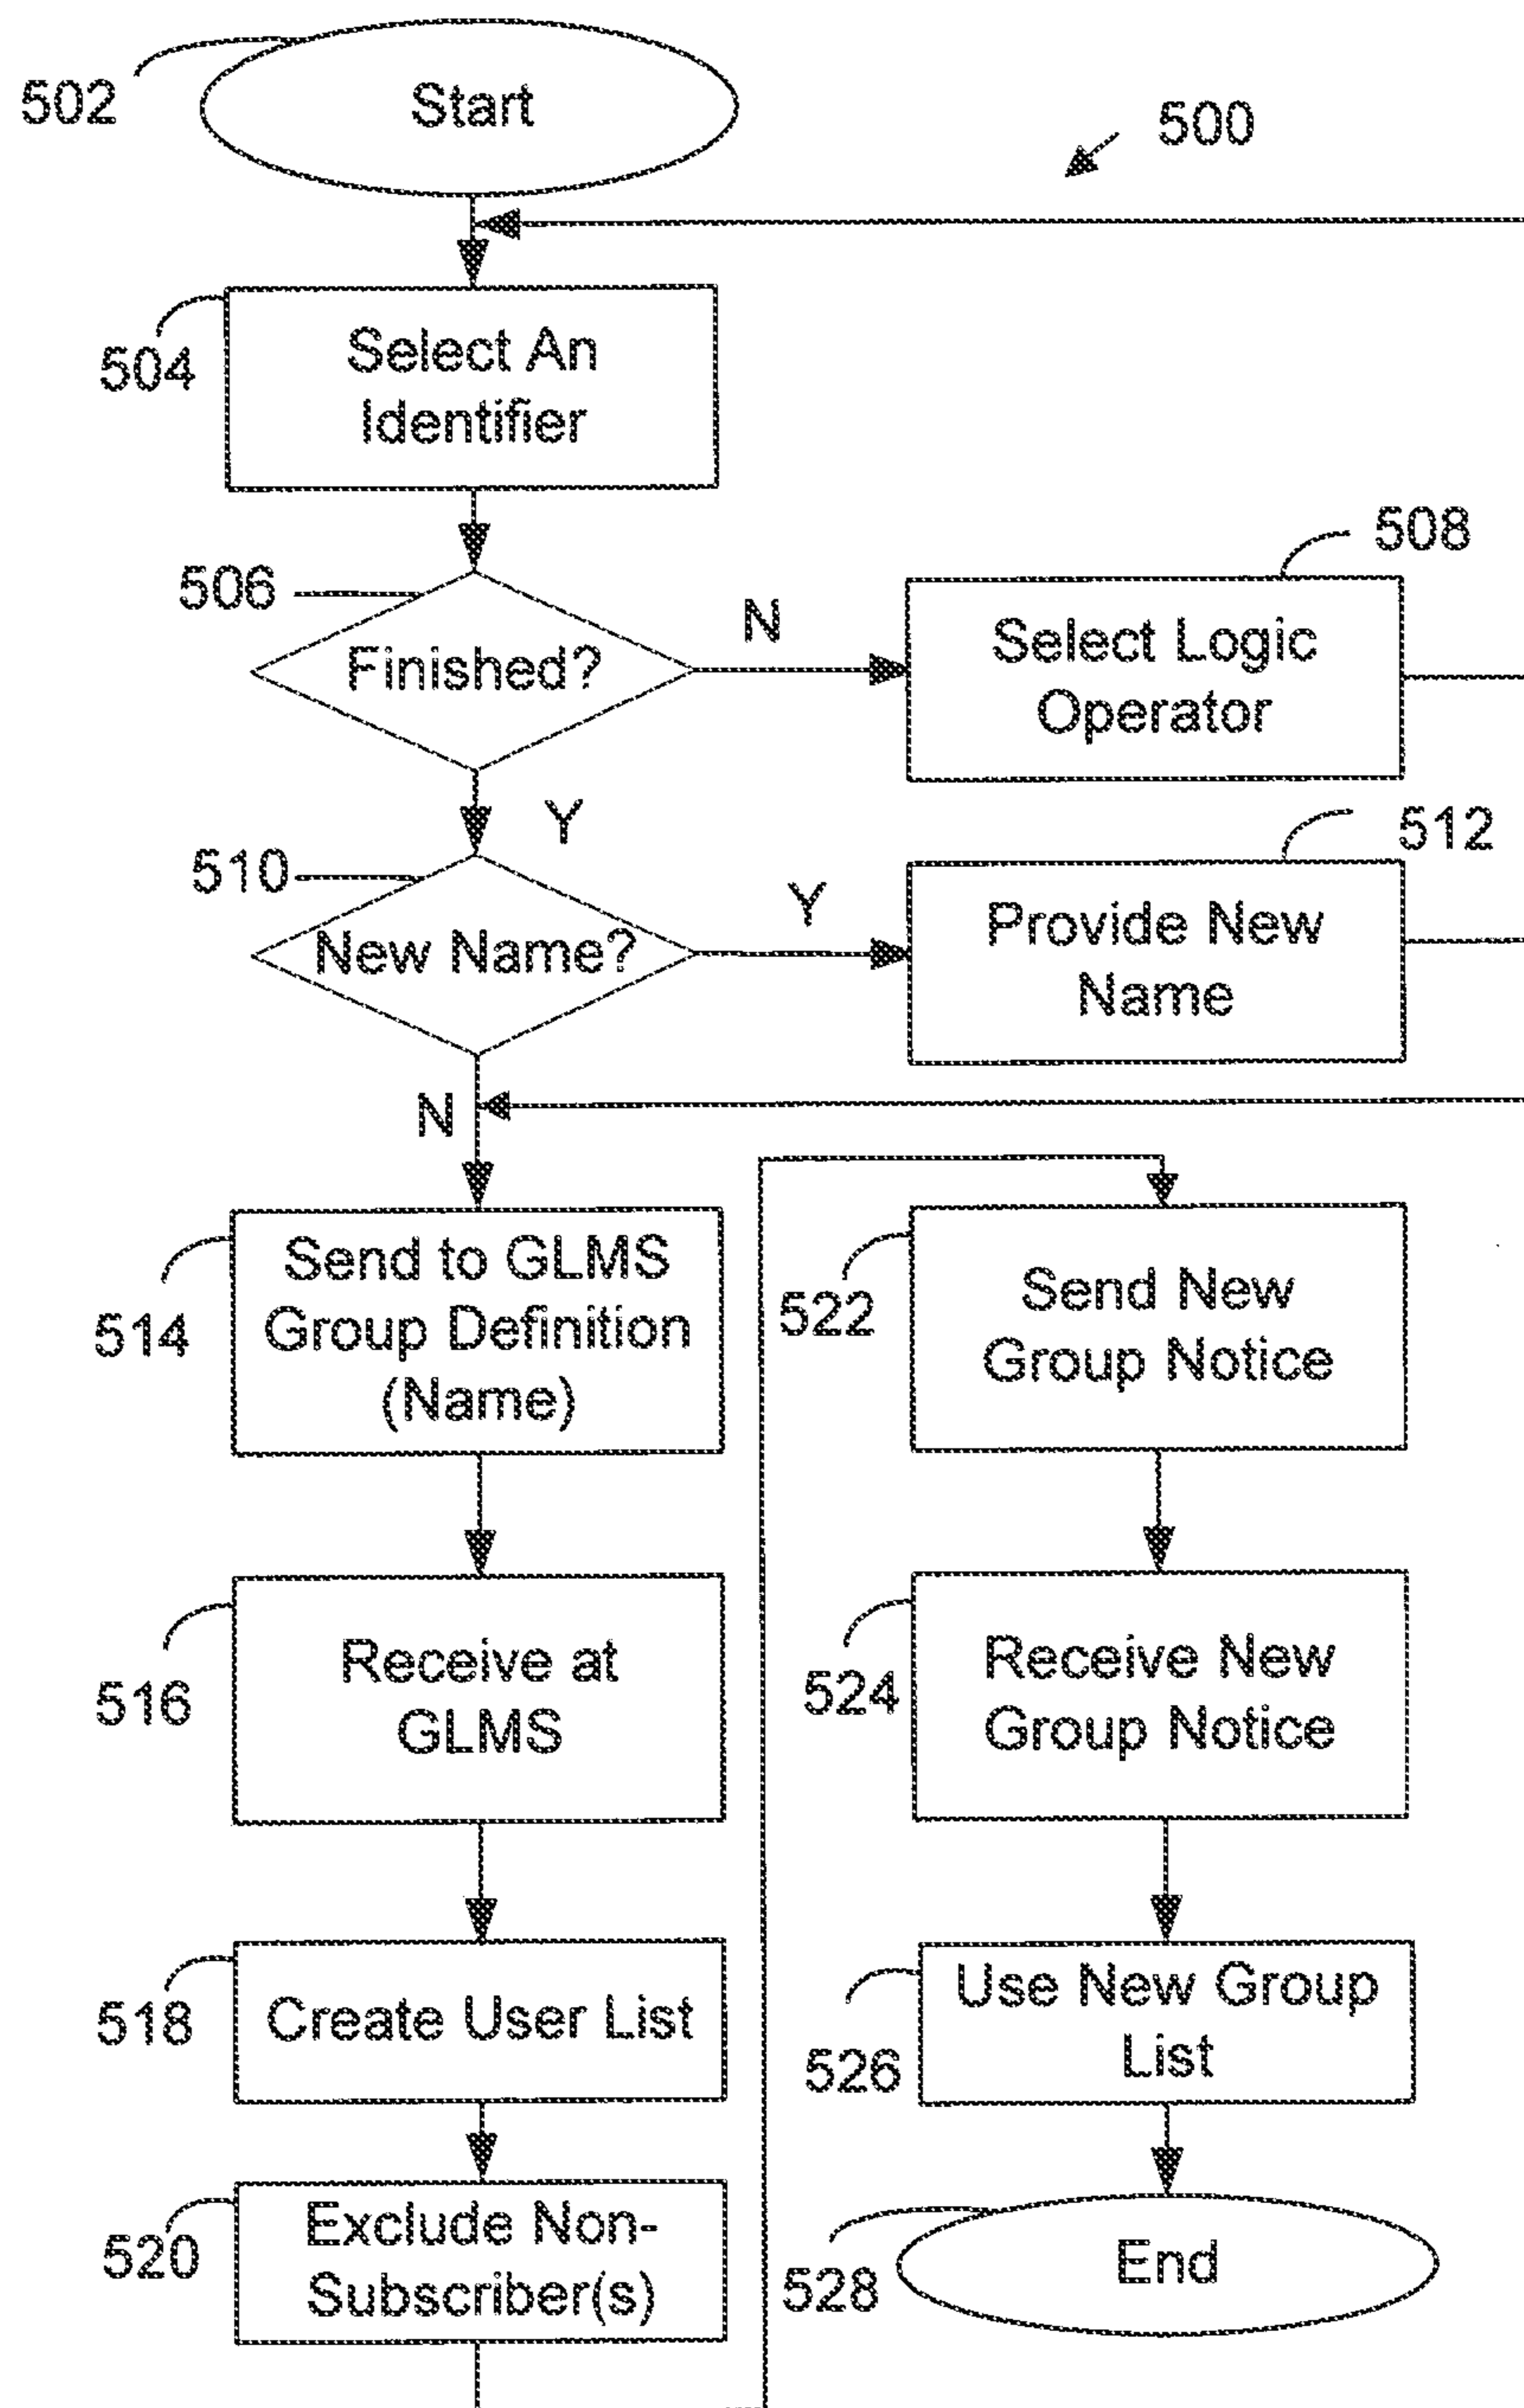 502
Start
500
504
Select An
Identifier
506
Finished?
N
508
Select Logic
Operator
Y
510
New Name?
Y
512
Provide New
Name
N
514
Send to GLMS
Group Definition
(Name)
516
Receive at
GLMS
518
Create User List
520
Exclude Non-
Subscriber(s)
522
Send New
Group Notice
524
Receive New
Group Notice
526
Use New Group
List
528
End